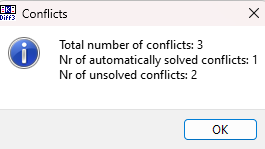 Conflicts
Total number of conflicts: 3
Nr of automatically solved conflicts: 1
Nr of unsolved conflicts: 2
OK